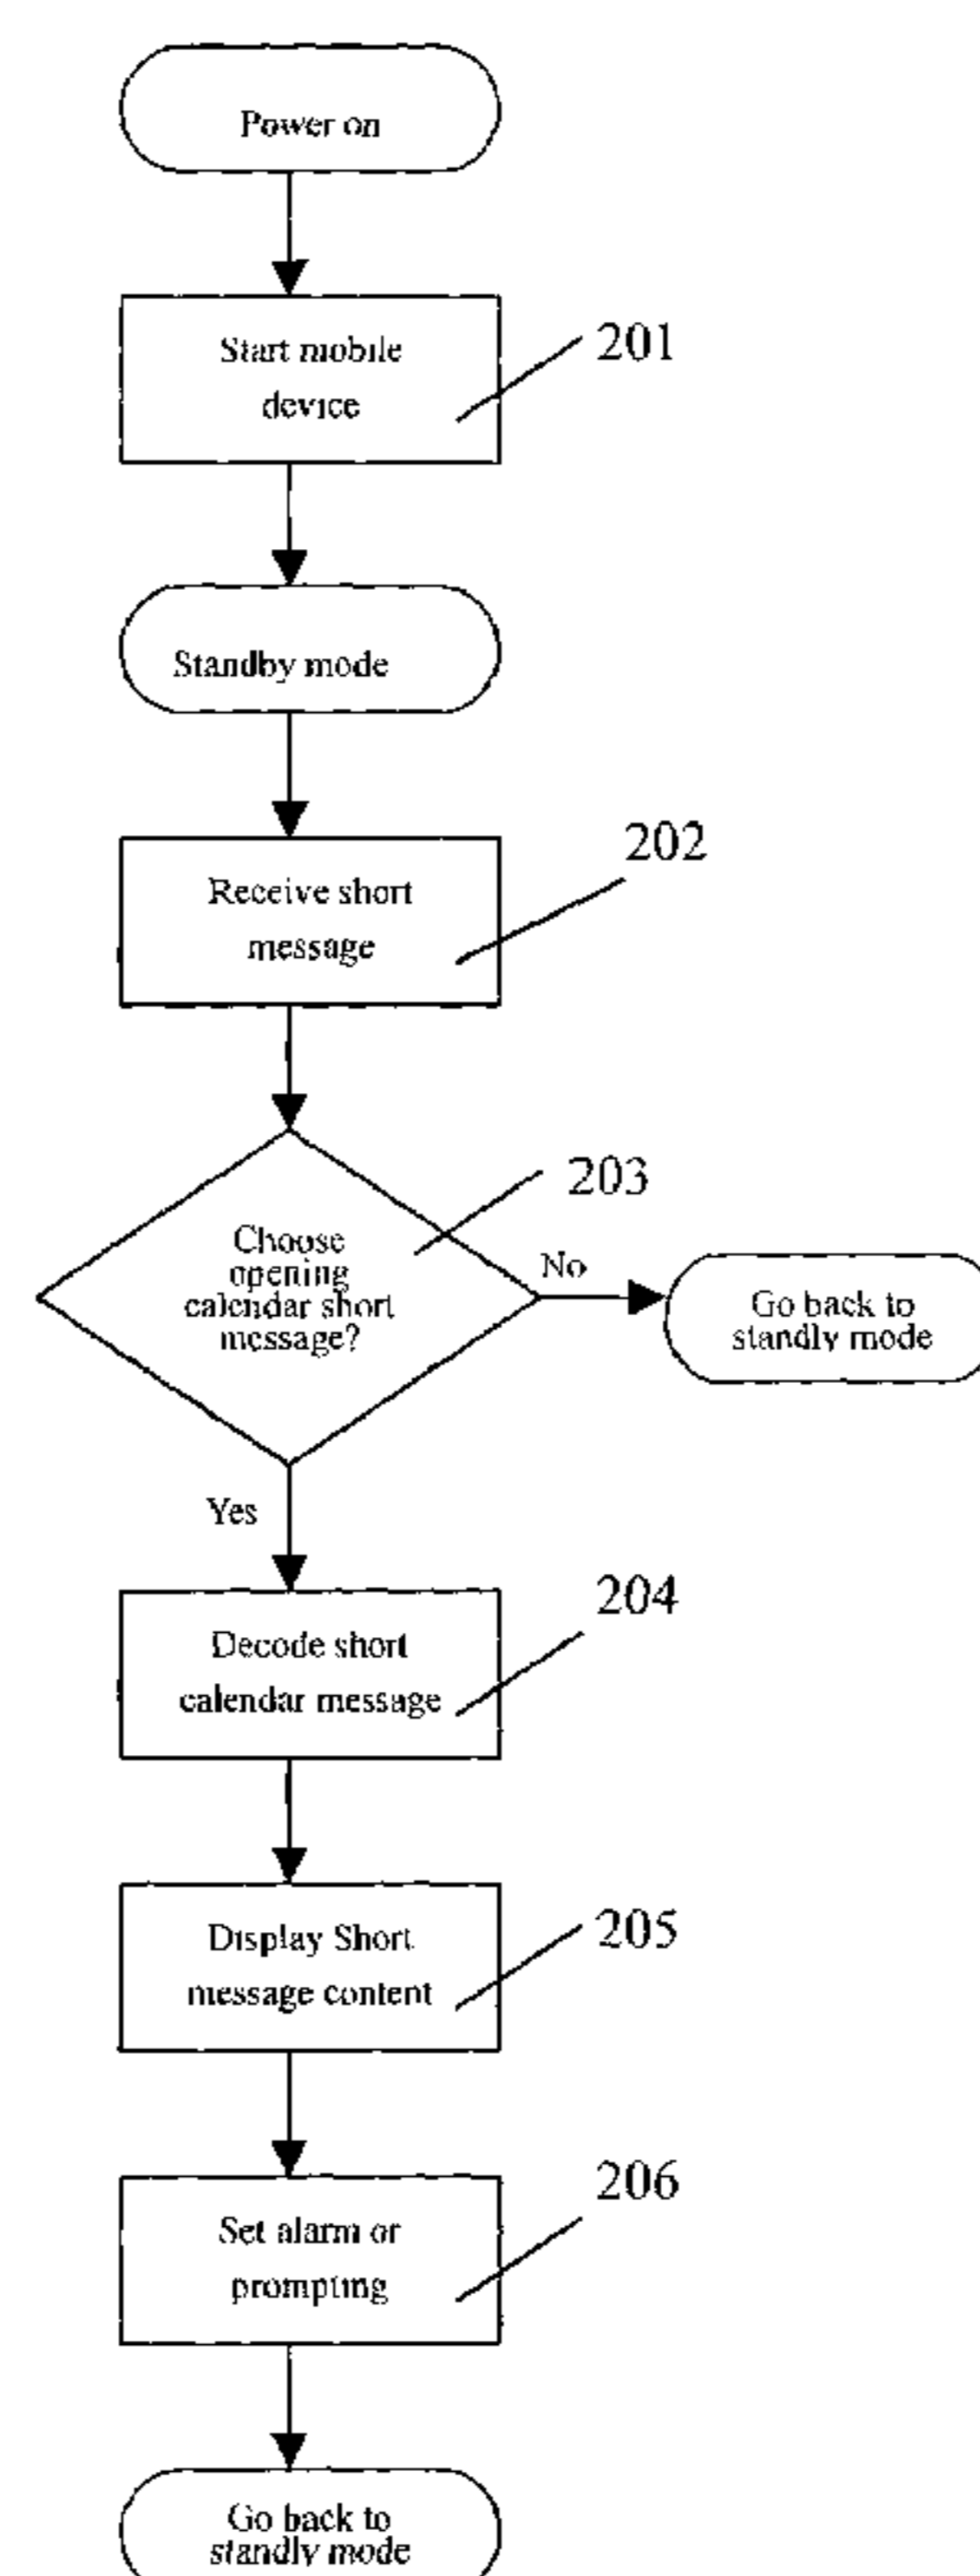 Power on
Start mobile
device
201
Standby mode
Receive short
message
202
Choose
opening
calendar short
message?
203
No
Go back to
standly mode
Yes
Decode short
calendar message
204
Display Short
message content
205
Set alarm or
prompting
206
Go back to
standly mode